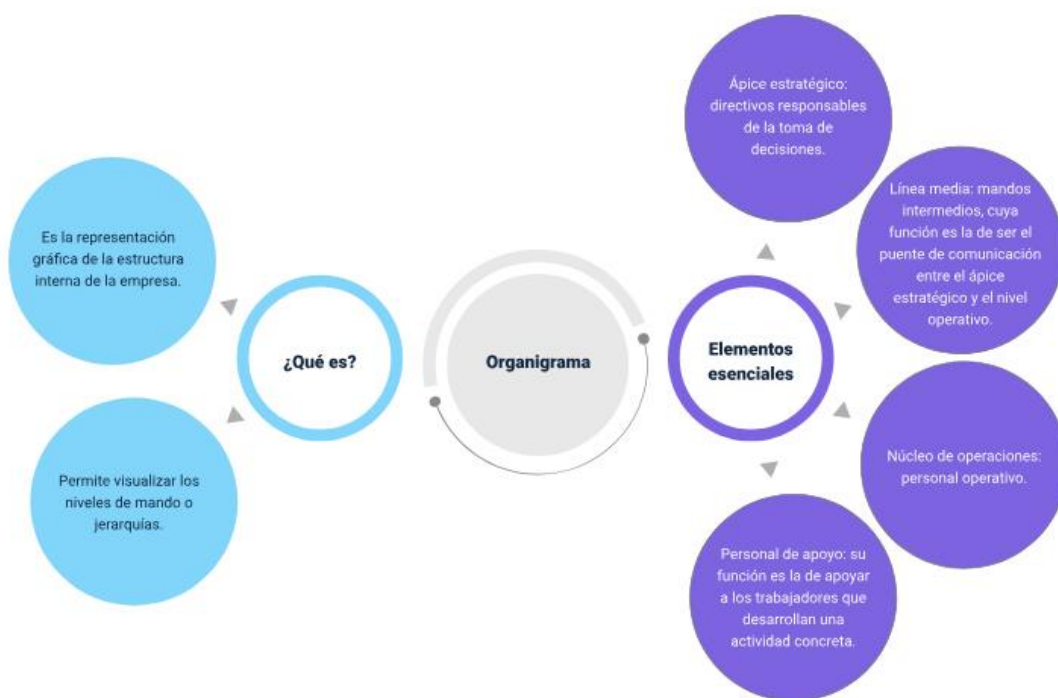 Organigrama
¿Qué es?
Es la representación
gráfica de la estructura
interna de la empresa.
Permite visualizar los
niveles de mando o
jerarquías.
Elementos
esenciales
Ápice estratégico:
directivos responsables
de la toma de
decisiones.
Línea media: mandos
intermedios, cuya
función es la de ser el
puente de comunicación
entre el ápice
estratégico y el nivel
operativo.
Núcleo de operaciones:
personal operativo.
Personal de apoyo: su
función es la de apoyar
a los trabajadores que
desarrollan una
actividad concreta.